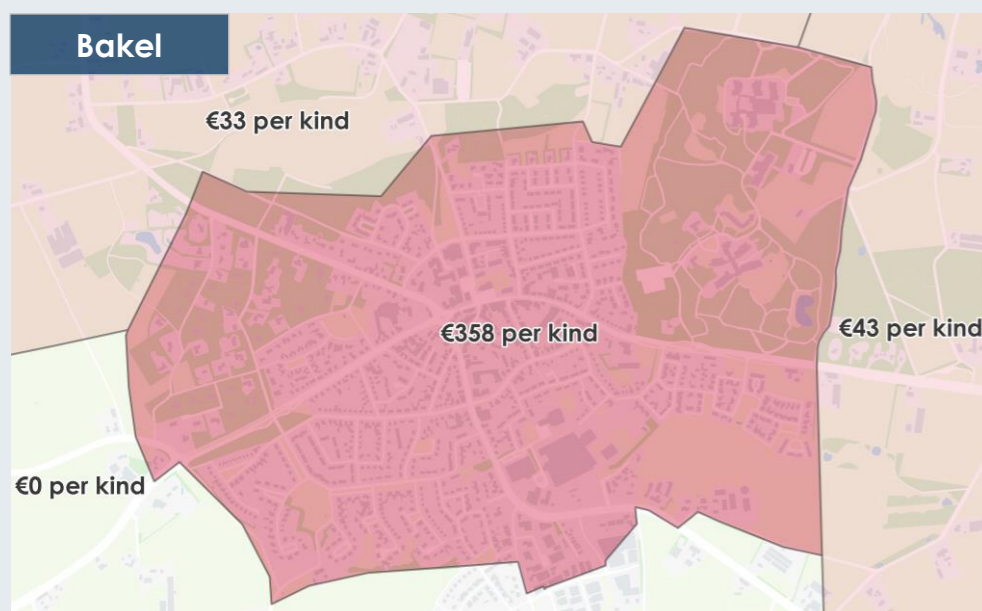 Bakel
€33 per kind
€358 per kind
€43 per kind
€0 per kind